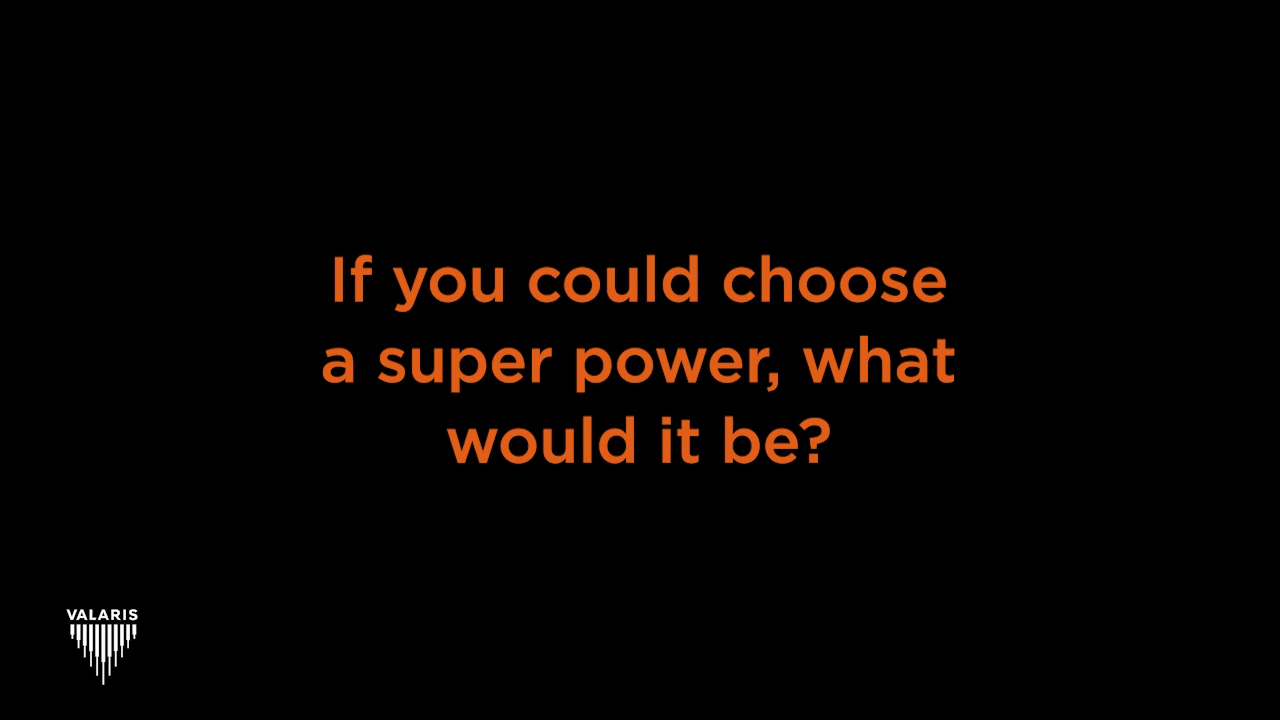 If you could choose
a super power, what
would it be?
VALARIS